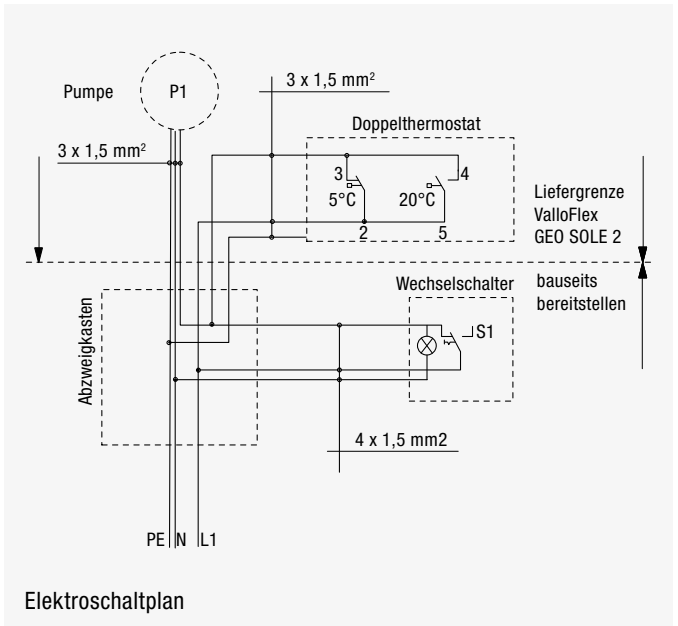 3 x 1,5 mm²
Pumpe
P1
Doppelthermostat
3 x 1,5 mm²
3
4
5°C
20°C
2
5
Liefergrenze
ValloFlex
GEO SOLE 2
Wechselschalter
bauseits
bereitstellen
S1
Abzweigkasten
4 x 1,5 mm2
PE
N
L1
Elektroschaltplan